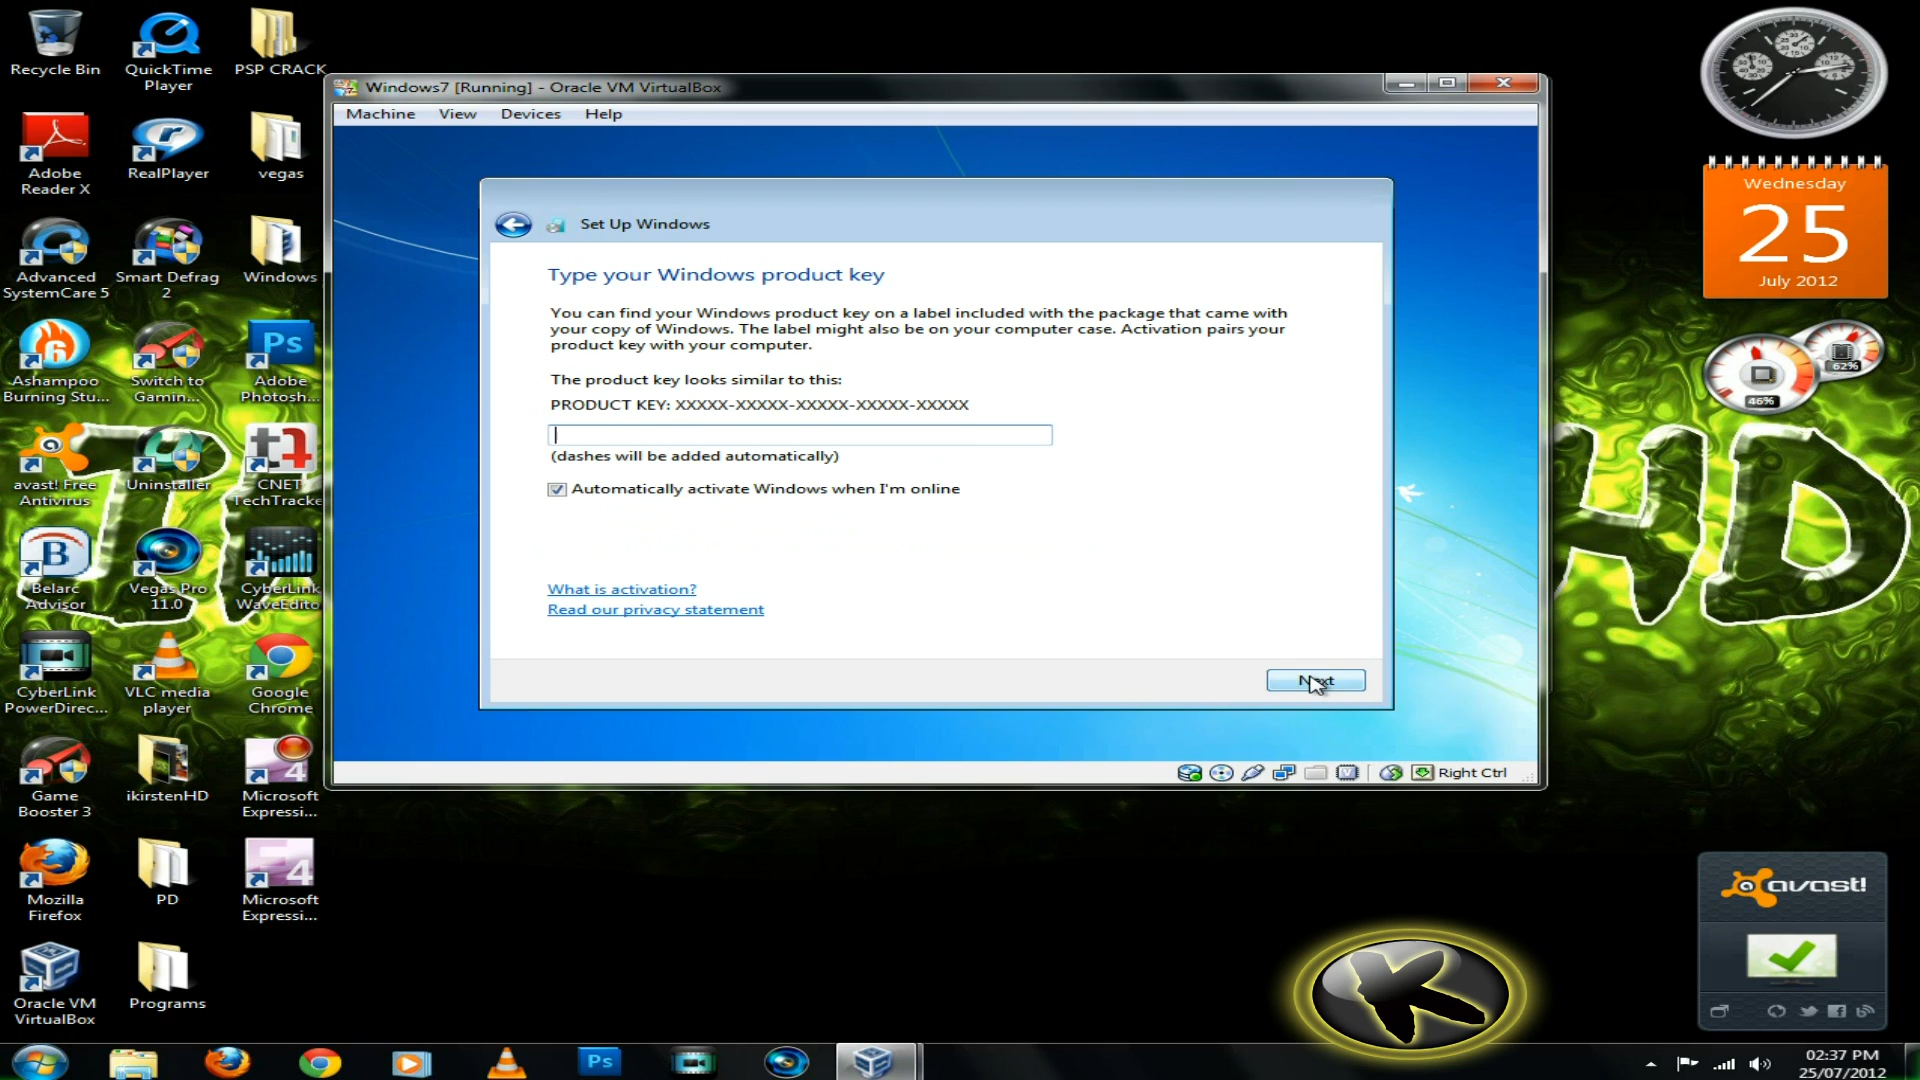 Recycle Bin
QuickTime
Player
PSP CRACK
Adobe
Reader X
RealPlayer
vegas
Advanced
SystemCare 5
Smart Defrag
2
Windows
Ashampoo
Burning Stu...
Switch to
Gamin...
Ps
Adobe
Photosh...
avast! Free
Antivirus
Uninstaller
CNET
TechTracke
B
Belarc
Advisor
Vegas Pro
11.0
CyberLink
WaveEdito
CyberLink
PowerDirec...
VLC media
player
Google
Chrome
Game
Booster 3
ikirstenHD
4
Microsoft
Expressi...
Mozilla
Firefox
PD
4
Microsoft
Expressi...
Oracle VM
VirtualBox
Programs
Windows7 [Running] - Oracle VM VirtualBox
Machine View Devices Help
Set Up Windows
Type your Windows product key
You can find your Windows product key on a label included with the package that came with
your copy of Windows. The label might also be on your computer case. Activation pairs your
product key with your computer.
The product key looks similar to this:
PRODUCT KEY: XXXXX-XXXXX-XXXXX-XXXXX-XXXXX
(dashes will be added automatically)
Automatically activate Windows when I'm online
What is activation?
Read our privacy statement
Next
Right Ctrl
Wednesday
25
July 2012
62%
46%
HD
avast!
Ps
02:37 PM
25/07/2012